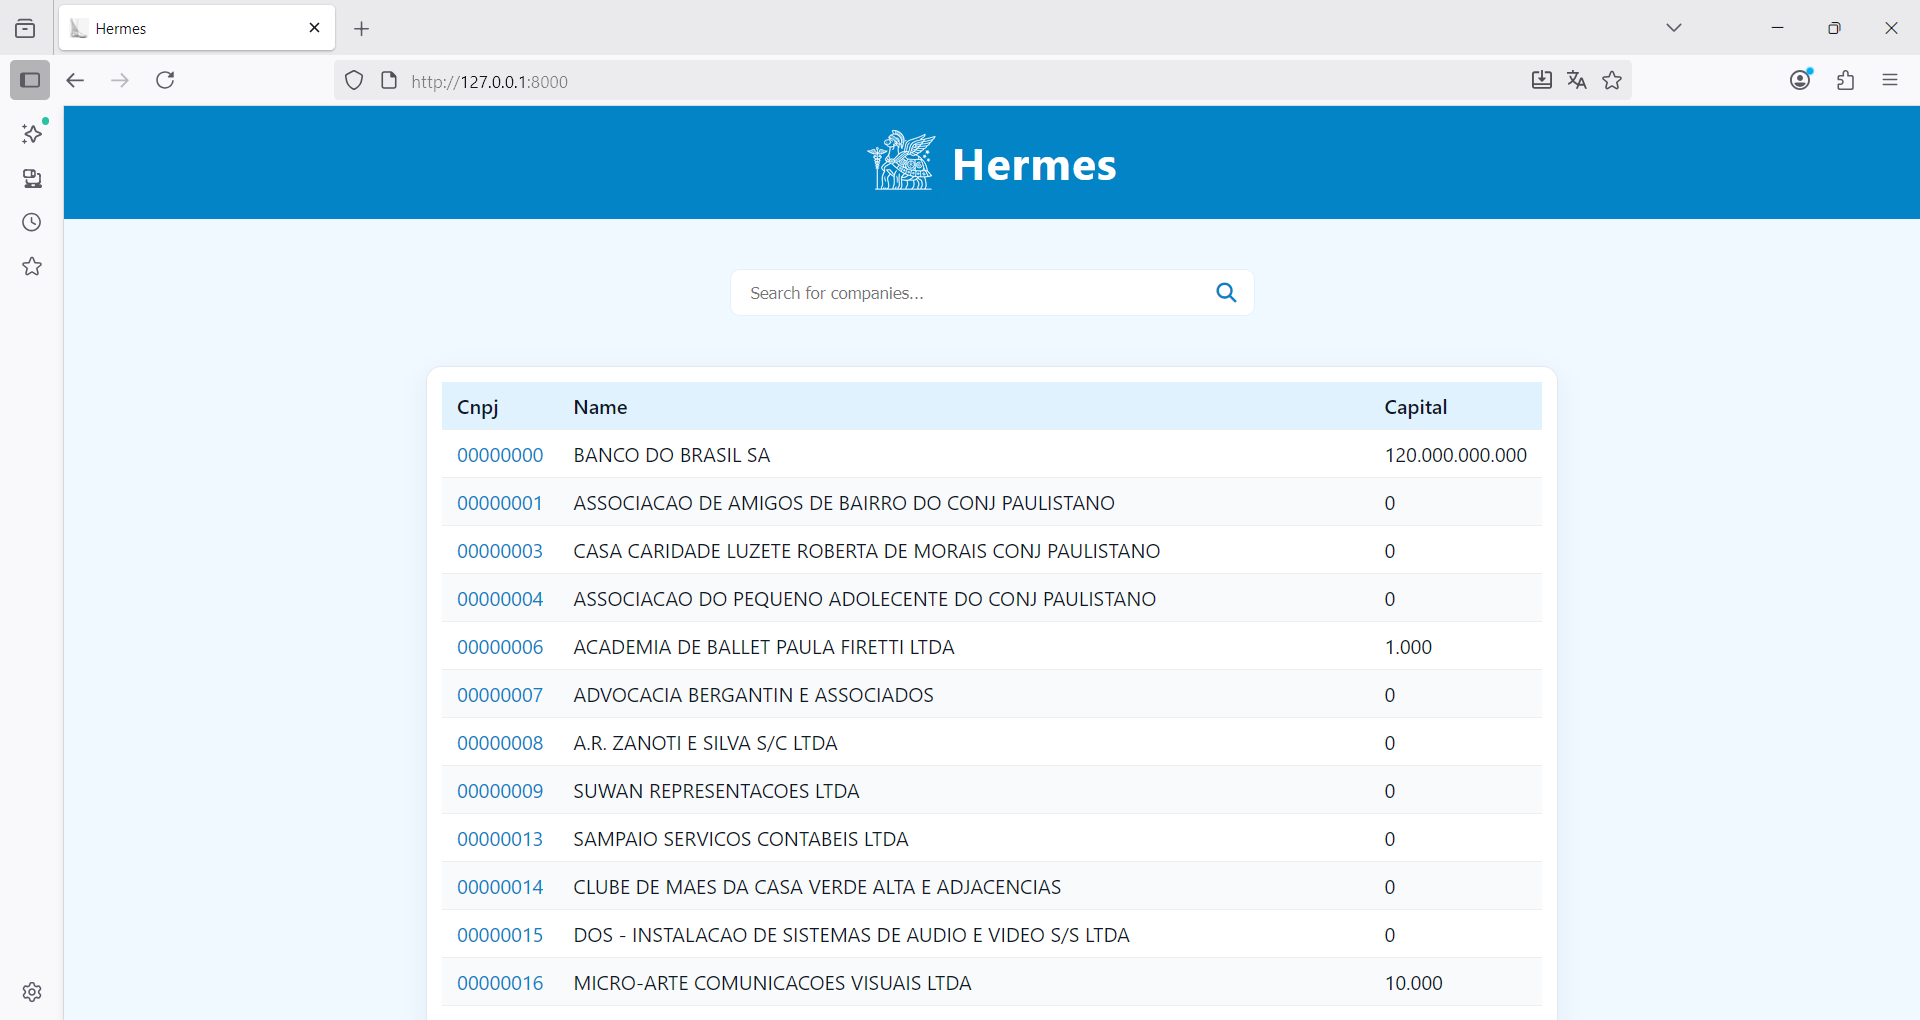 Hermes
http://127.0.0.1:8000
Hermes
Search for companies...
Cnpj Name Capital
00000000 BANCO DO BRASIL SA 120.000.000.000
00000001 ASSOCIACAO DE AMIGOS DE BAIRRO DO CONJ PAULISTANO 0
00000003 CASA CARIDADE LUZETE ROBERTA DE MORAIS CONJ PAULISTANO 0
00000004 ASSOCIACAO DO PEQUENO ADOLECENTE DO CONJ PAULISTANO 0
00000006 ACADEMIA DE BALLET PAULA FIRETTI LTDA 1.000
00000007 ADVOCACIA BERGANTIN E ASSOCIADOS 0
00000008 A.R. ZANOTI E SILVA S/C LTDA 0
00000009 SUWAN REPRESENTACOES LTDA 0
00000013 SAMPAIO SERVICOS CONTABEIS LTDA 0
00000014 CLUBE DE MAES DA CASA VERDE ALTA E ADJACENCIAS 0
00000015 DOS - INSTALACAO DE SISTEMAS DE AUDIO E VIDEO S/S LTDA 0
00000016 MICRO-ARTE COMUNICACOES VISUAIS LTDA 10.000